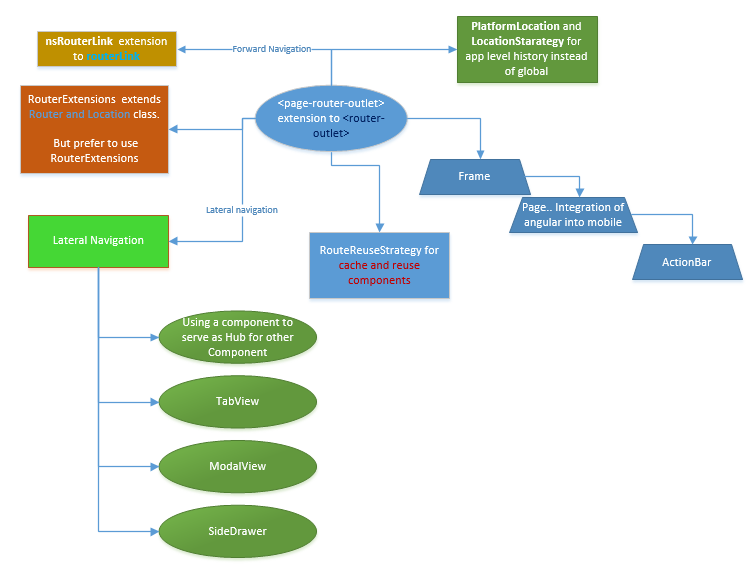 nsRouterLink extension
to routerLink
Forward Navigation
PlatformLocation and
LocationStarategy for
app level history instead
of global
RouterExtensions extends
Router and Location class.
But prefer to use
RouterExtensions
<page-router-outlet>
extension to <router-
outlet>
Frame
Page.. Integration of
angular into mobile
ActionBar
Lateral navigation
Lateral Navigation
RouteReuseStrategy for
cache and reuse
components
Using a component to
serve as Hub for other
Component
TabView
ModalView
SideDrawer